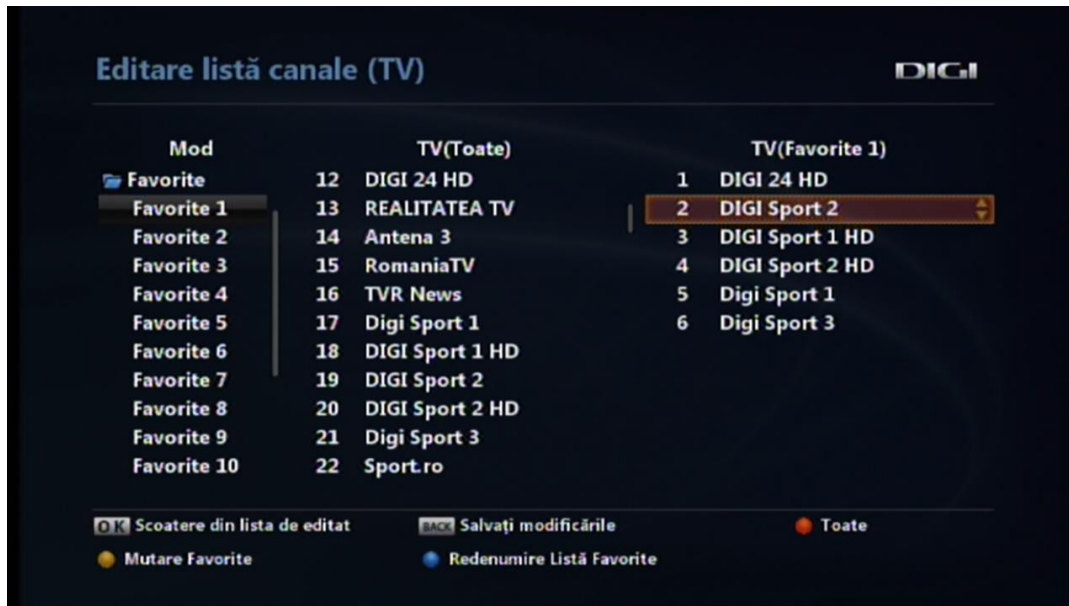 Editare listă canale (TV)
DIGI
Mod
TV(Toate)
TV(Favorite 1)
Favorite
12 DIGI 24 HD
1 DIGI 24 HD
Favorite 1
13 REALITATEA TV
2 DIGI Sport 2
Favorite 2
14 Antena 3
3 DIGI Sport 1 HD
Favorite 3
15 RomaniaTV
4 DIGI Sport 2 HD
Favorite 4
16 TVR News
5 Digi Sport 1
Favorite 5
17 Digi Sport 1
6 Digi Sport 3
Favorite 6
18 DIGI Sport 1 HD
Favorite 7
19 DIGI Sport 2
Favorite 8
20 DIGI Sport 2 HD
Favorite 9
21 Digi Sport 3
Favorite 10
22 Sport.ro
OK Scoatere din lista de editat
BACK Salvați modificările
Toate
Mutare Favorite
Redenumire Listă Favorite